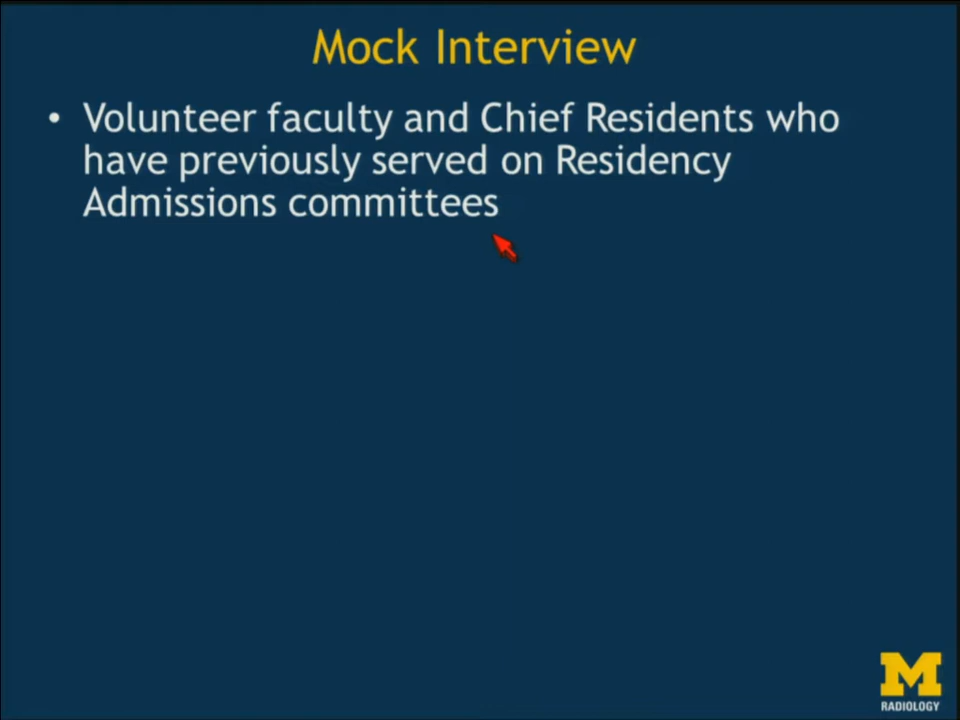 Mock Interview
• Volunteer faculty and Chief Residents who
have previously served on Residency
Admissions committees
M
RADIOLOGY